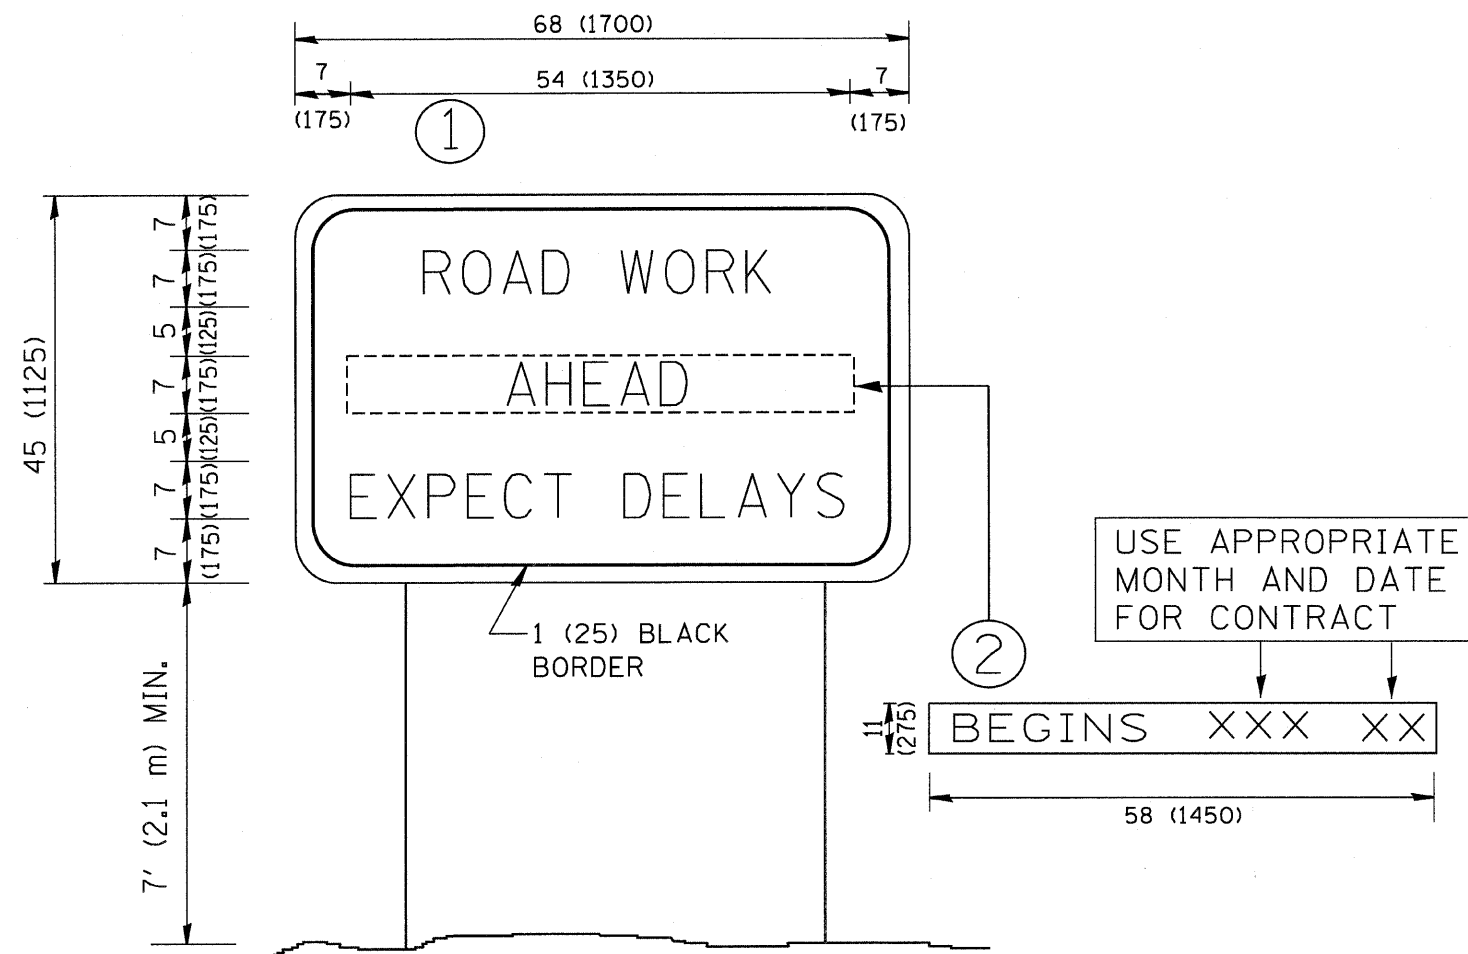 68 (1700)
7
54 (1350)
7
(175)
(175)
1
7
(175)
7
(175)
5
(125)
7
(175)
5
(125)
7
(175)
7
(175)
45 (1125)
ROAD WORK
AHEAD
EXPECT DELAYS
1 (25) BLACK
BORDER
7' (2.1 m) MIN.
2
USE APPROPRIATE
MONTH AND DATE
FOR CONTRACT
11
(275)
BEGINS XXX XX
58 (1450)